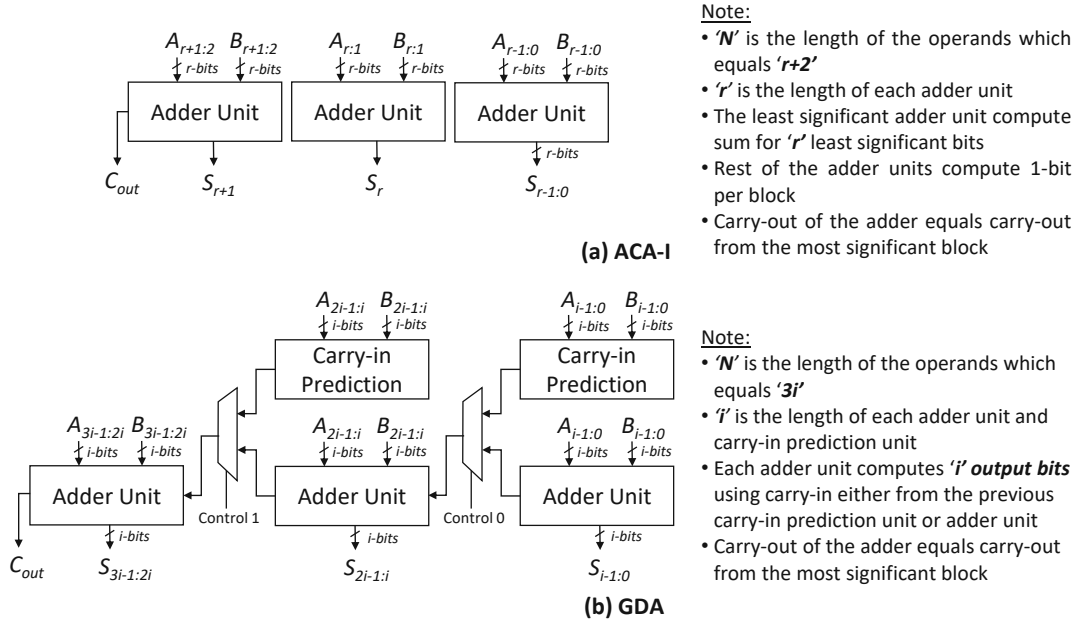 A_{r+1:2} B_{r+1:2} A_{r:1} B_{r:1} A_{r-1:0} B_{r-1:0}
r-bits r-bits r-bits r-bits r-bits r-bits
Adder Unit Adder Unit Adder Unit
r-bits
C_{out} S_{r+1} S_{r} S_{r-1:0}
(a) ACA-I
Note:
• 'N' is the length of the operands which
equals 'r+2'
• 'r' is the length of each adder unit
• The least significant adder unit compute
sum for 'r' least significant bits
• Rest of the adder units compute 1-bit
per block
• Carry-out of the adder equals carry-out
from the most significant block
A_{2i-1:i} B_{2i-1:i} A_{i-1:0} B_{i-1:0}
i-bits i-bits i-bits i-bits
Carry-in Carry-in
Prediction Prediction
A_{3i-1:2i} B_{3i-1:2i} A_{2i-1:i} B_{2i-1:i} A_{i-1:0} B_{i-1:0}
i-bits i-bits i-bits i-bits i-bits i-bits
Adder Unit Adder Unit Adder Unit
Control 1 Control 0
i-bits i-bits i-bits
C_{out} S_{3i-1:2i} S_{2i-1:i} S_{i-1:0}
(b) GDA
Note:
• 'N' is the length of the operands which
equals '3i'
• 'i' is the length of each adder unit and
carry-in prediction unit
• Each adder unit computes 'i' output bits
using carry-in either from the previous
carry-in prediction unit or adder unit
• Carry-out of the adder equals carry-out
from the most significant block